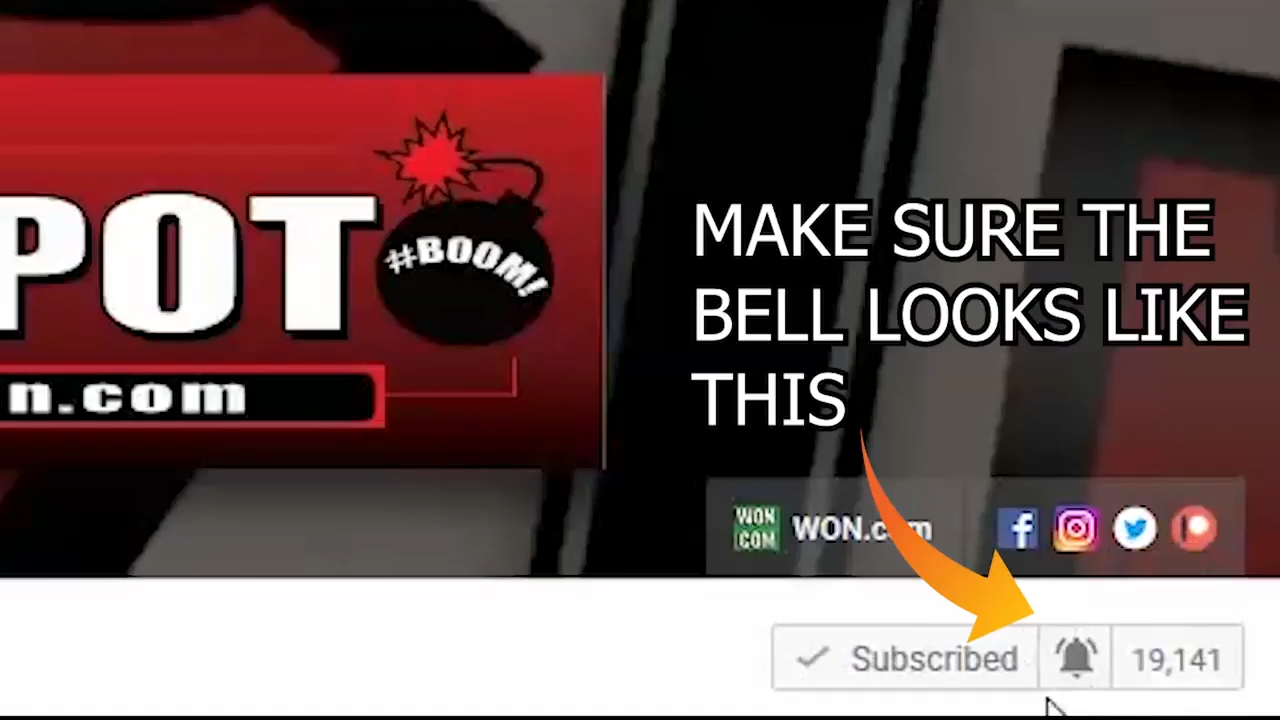 POT
#BOOM!
n.com
MAKE SURE THE
BELL LOOKS LIKE
THIS
WON
COM
WON.com
Subscribed
19,141